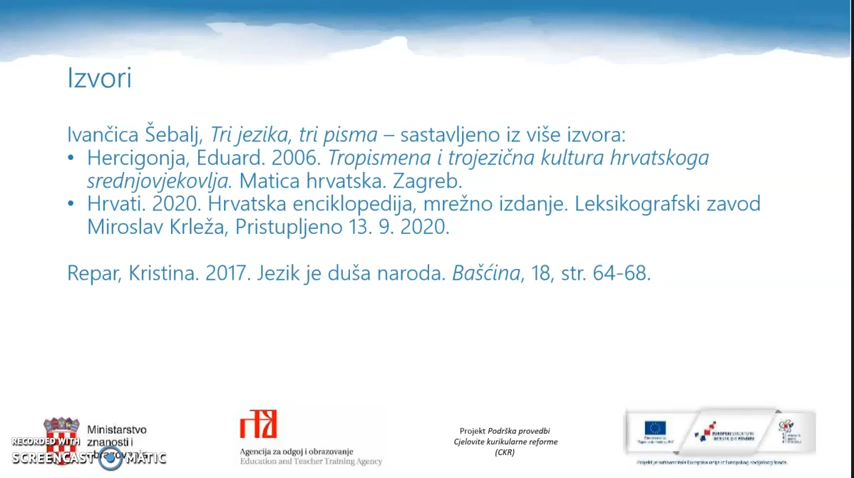 Izvori
Ivančica Šebalj, Tri jezika, tri pisma – sastavljeno iz više izvora:
• Hercigonja, Eduard. 2006. Tropismena i trojezična kultura hrvatskoga
srednjovjekovlja. Matica hrvatska. Zagreb.
• Hrvati. 2020. Hrvatska enciklopedija, mrežno izdanje. Leksikografski zavod
Miroslav Krleža, Pristupljeno 13. 9. 2020.
Repar, Kristina. 2017. Jezik je duša naroda. Bašćina, 18, str. 64-68.
Ministarstvo
znanosti i
obrazovanja
RECORDED WITH
SCREENCAST MATIC
Agencija za odgoj i obrazovanje
Education and Teacher Training Agency
Projekt Podrška provedbi
Cjelovite kurikularne reforme
(CKR)